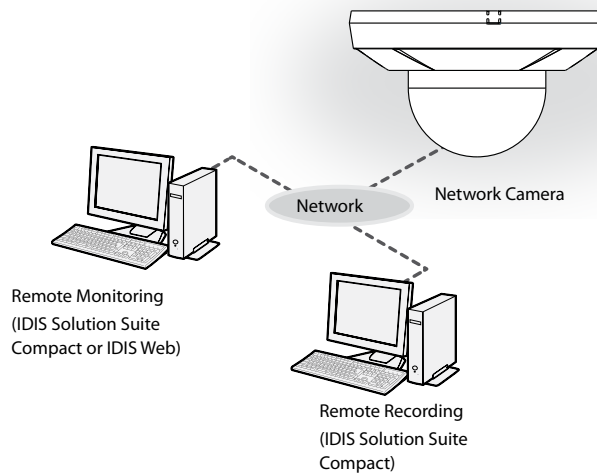 Network Camera
Network
Remote Monitoring
(IDIS Solution Suite
Compact or IDIS Web)
Remote Recording
(IDIS Solution Suite
Compact)